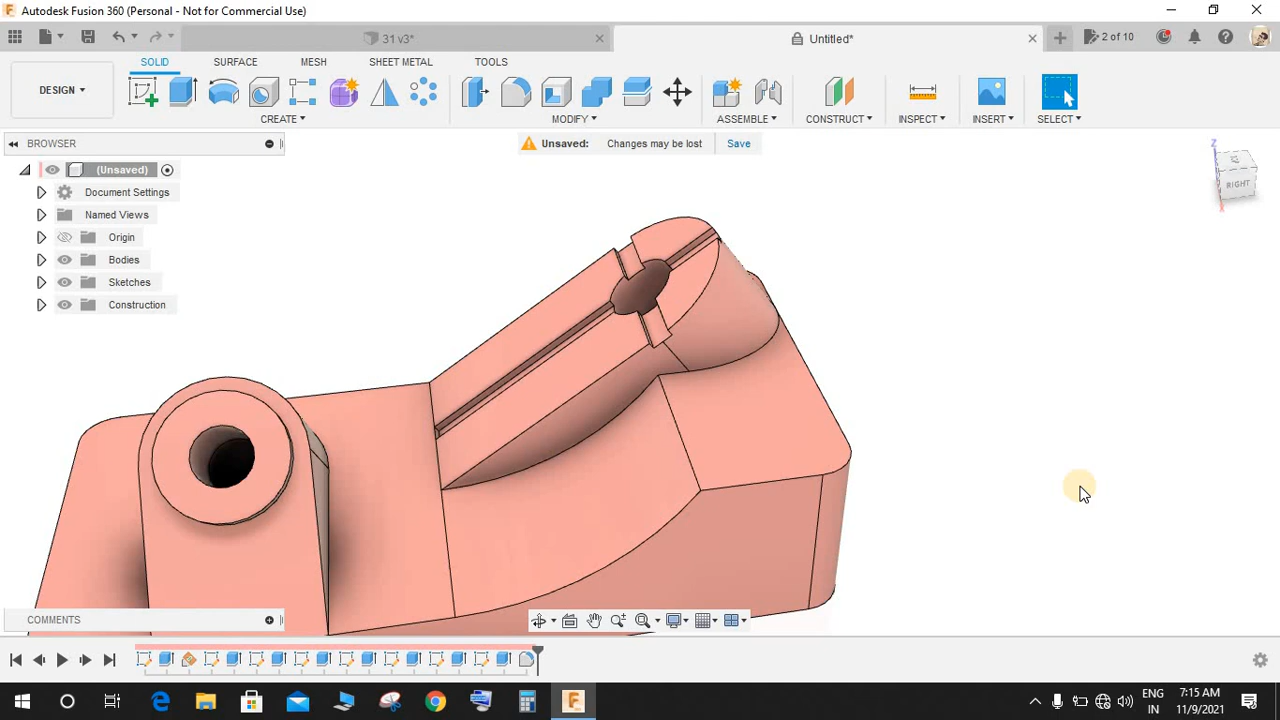 Autodesk Fusion 360 (Personal - Not for Commercial Use)
31 v3*
Untitled*
2 of 10
SOLID SURFACE MESH SHEET METAL TOOLS
DESIGN
CREATE MODIFY ASSEMBLE CONSTRUCT INSPECT INSERT SELECT
BROWSER
Unsaved: Changes may be lost Save
(Unsaved)
Document Settings
Named Views
Origin
Bodies
Sketches
Construction
Z
RIGHT
X
COMMENTS
ENG
IN
7:15 AM
11/9/2021